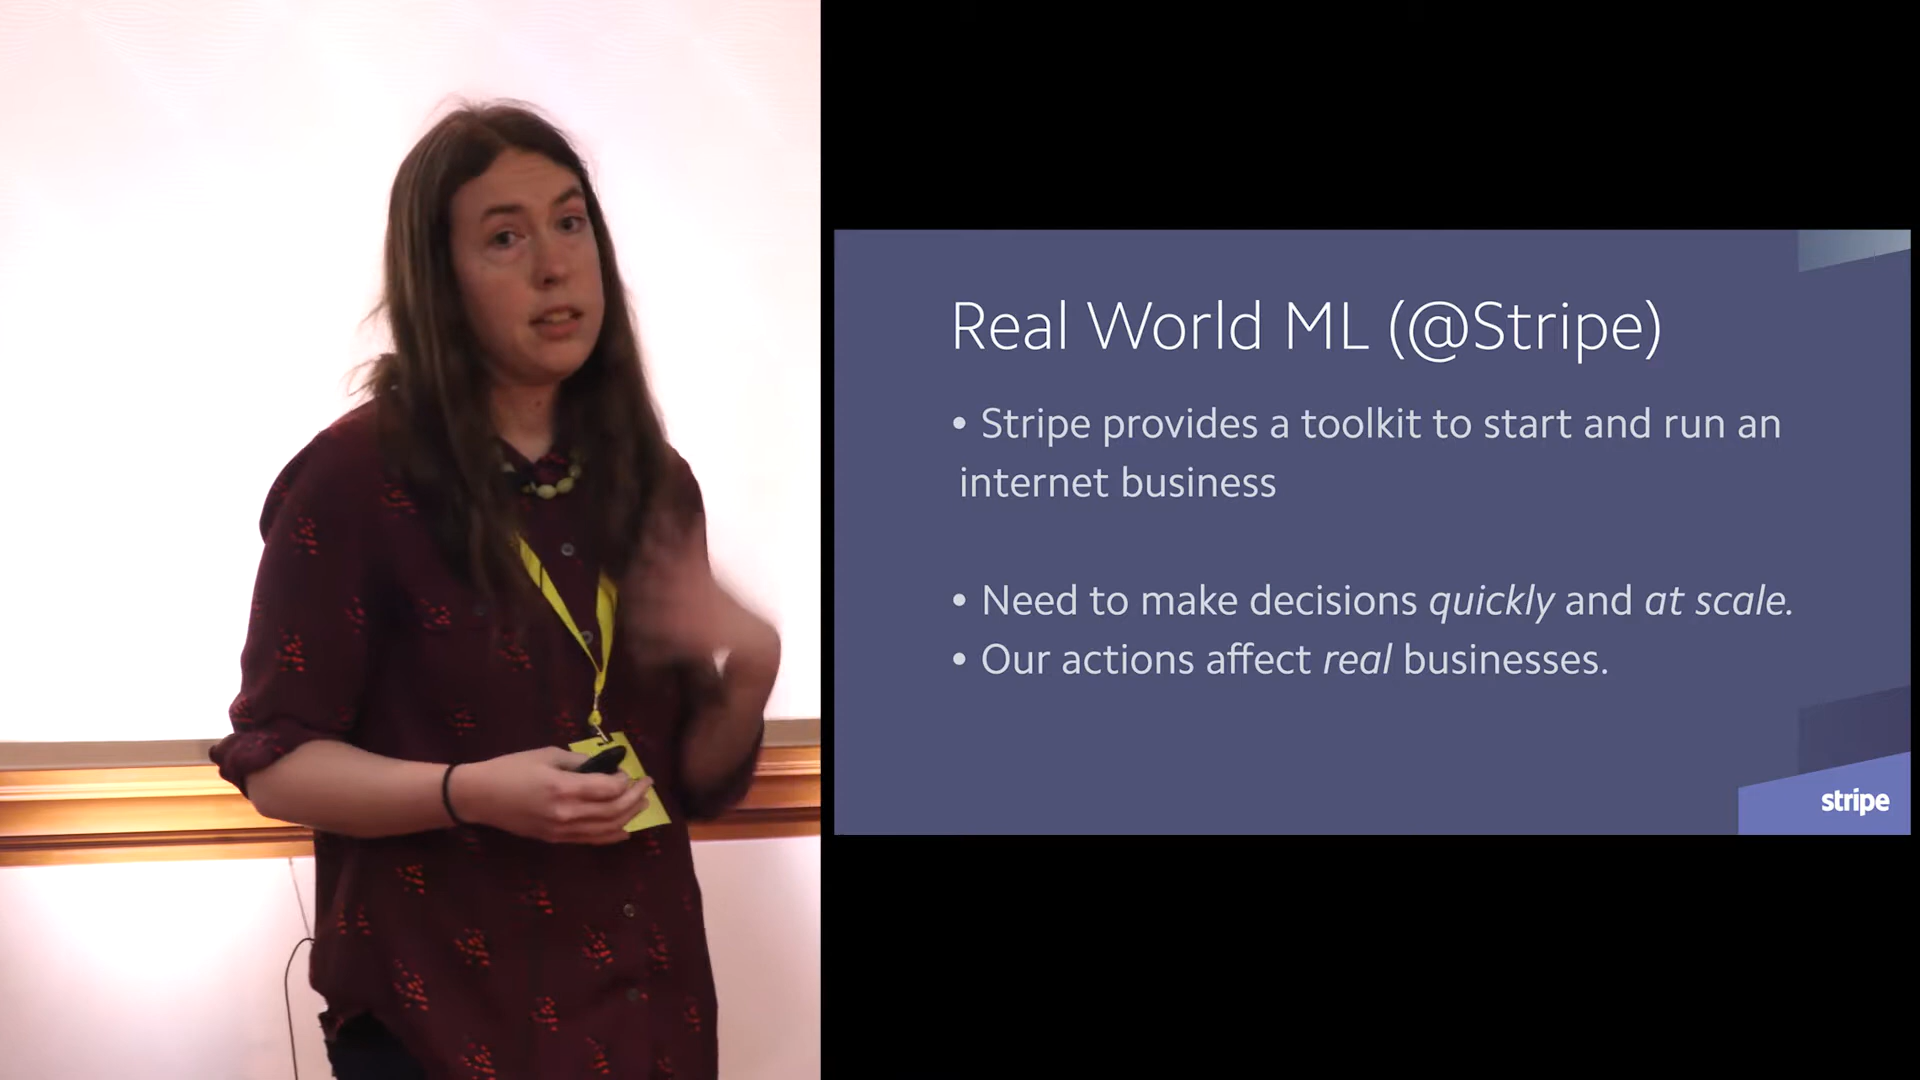 Real World ML (@Stripe)
• Stripe provides a toolkit to start and run an
internet business
• Need to make decisions quickly and at scale.
• Our actions affect real businesses.
stripe